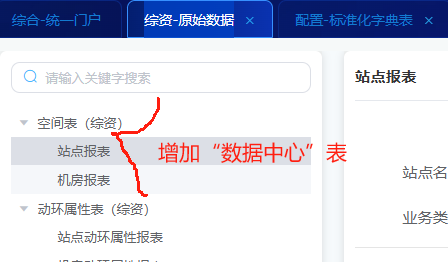 综合-统一门户
综资-原始数据 ×
配置-标准化字典表 ×
请输入关键字搜索
站点报表
空间表（综资）
站点报表
机房报表
增加“数据中心”表
站点名
业务类
动环属性表（综资）
站点动环属性报表